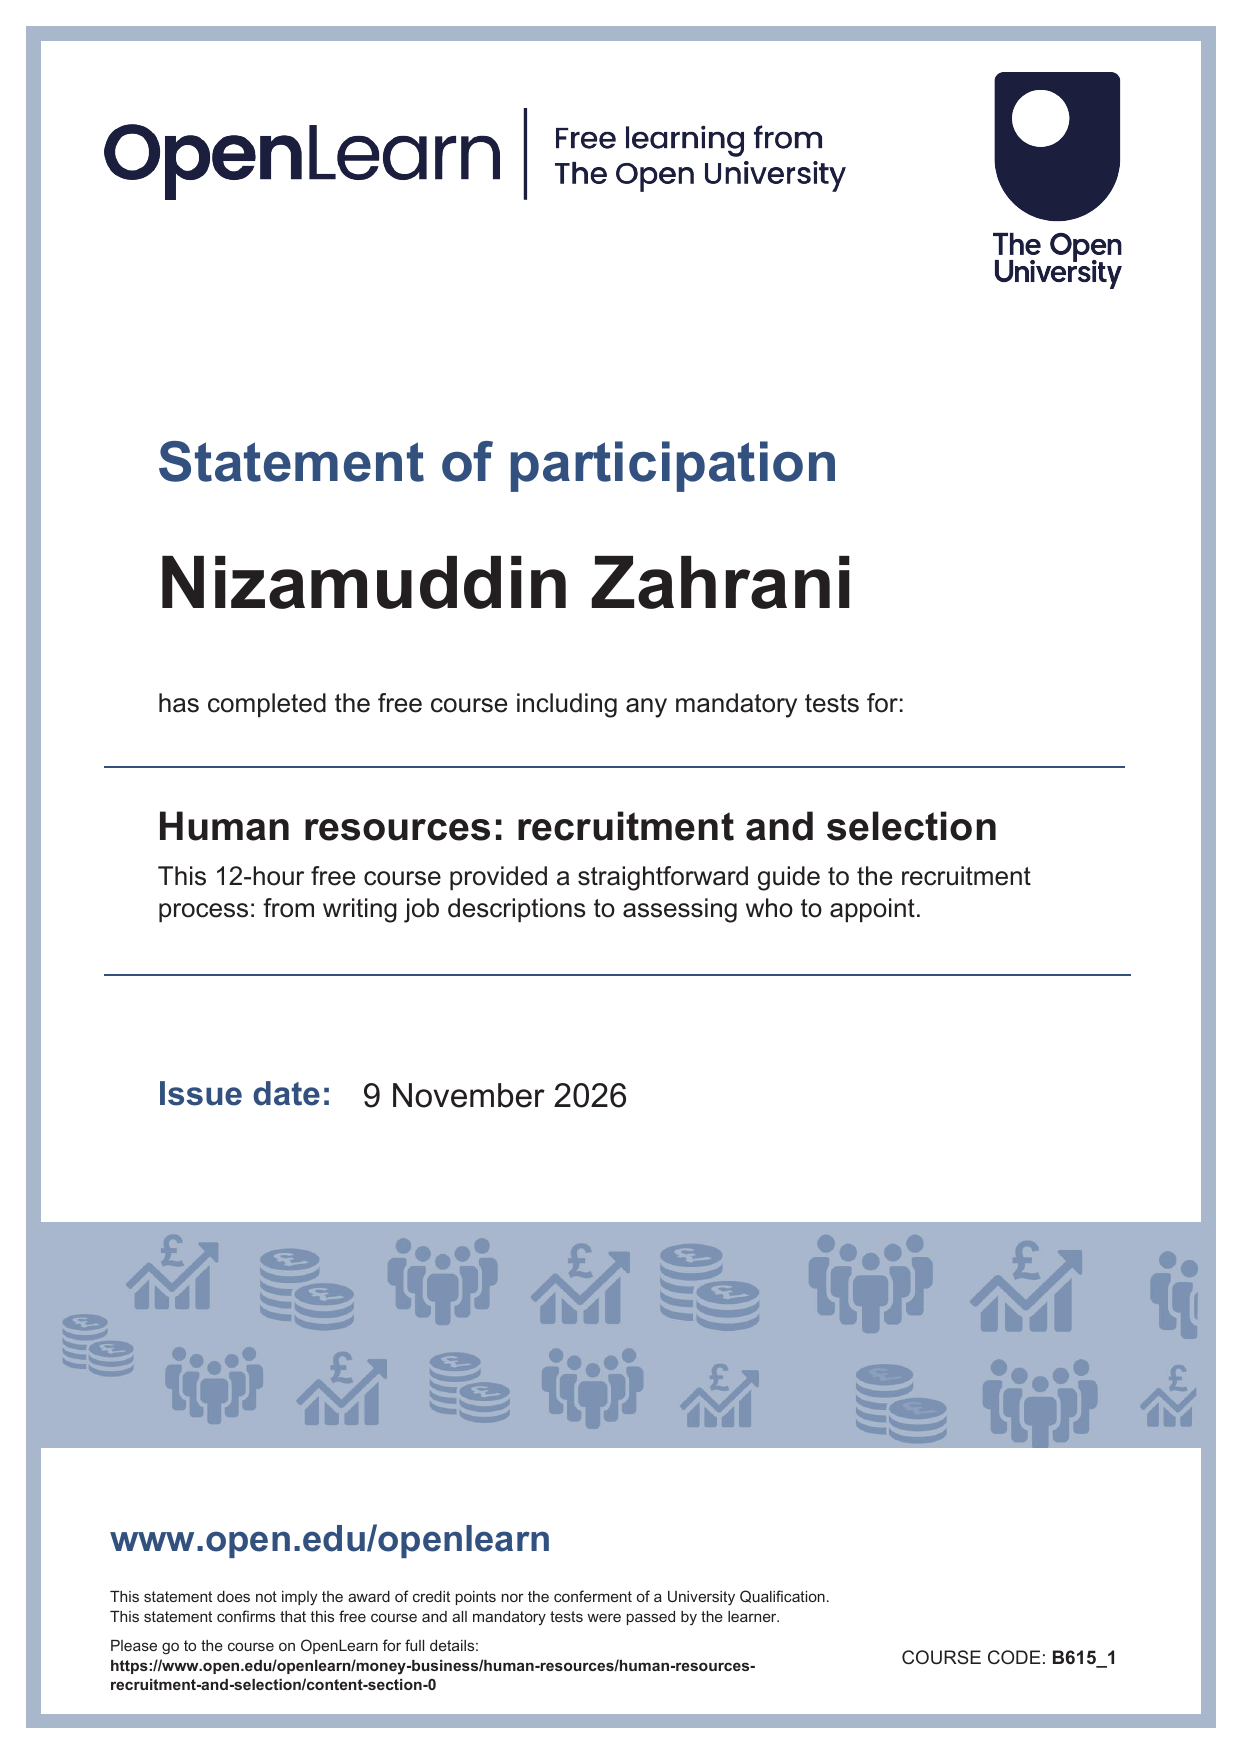 OpenLearn
Free learning from
The Open University
The Open
University
Statement of participation
Nizamuddin Zahrani
has completed the free course including any mandatory tests for:
Human resources: recruitment and selection
This 12-hour free course provided a straightforward guide to the recruitment
process: from writing job descriptions to assessing who to appoint.
Issue date: 9 November 2026
www.open.edu/openlearn
This statement does not imply the award of credit points nor the conferment of a University Qualification.
This statement confirms that this free course and all mandatory tests were passed by the learner.
Please go to the course on OpenLearn for full details:
https://www.open.edu/openlearn/money-business/human-resources/human-resources-
recruitment-and-selection/content-section-0
COURSE CODE: B615_1